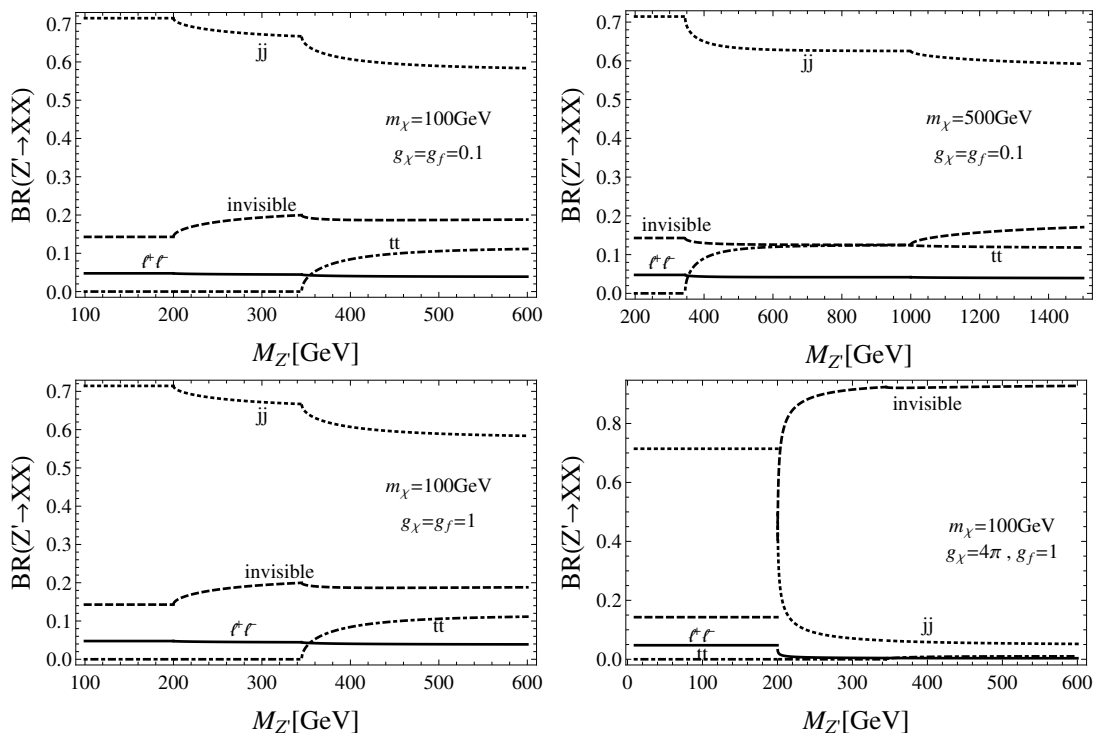 BR(Z'→XX)
0.7
0.6
0.5
0.4
0.3
0.2
0.1
0.0
jj
m_χ=100GeV
g_χ=g_f=0.1
invisible
tt
ℓ⁺ℓ⁻
100 200 300 400 500 600
M_Z'[GeV]
BR(Z'→XX)
0.7
0.6
0.5
0.4
0.3
0.2
0.1
0.0
jj
m_χ=500GeV
g_χ=g_f=0.1
invisible
ℓ⁺ℓ⁻
tt
200 400 600 800 1000 1200 1400
M_Z'[GeV]
BR(Z'→XX)
0.7
0.6
0.5
0.4
0.3
0.2
0.1
0.0
jj
m_χ=100GeV
g_χ=g_f=1
invisible
ℓ⁺ℓ⁻
tt
100 200 300 400 500 600
M_Z'[GeV]
BR(Z'→XX)
0.8
0.6
0.4
0.2
0.0
invisible
m_χ=100GeV
g_χ=4π , g_f=1
jj
ℓ⁺ℓ⁻
tt
0 100 200 300 400 500 600
M_Z'[GeV]